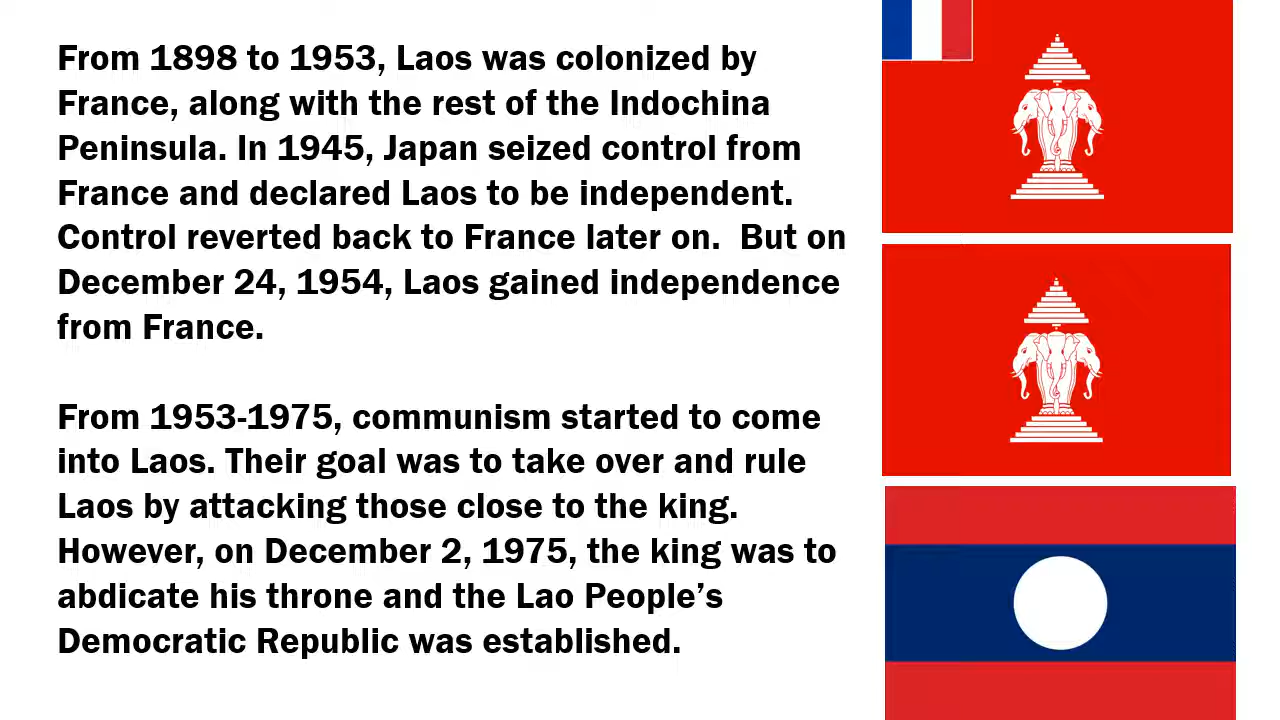 From 1898 to 1953, Laos was colonized by
France, along with the rest of the Indochina
Peninsula. In 1945, Japan seized control from
France and declared Laos to be independent.
Control reverted back to France later on.  But on
December 24, 1954, Laos gained independence
from France.
From 1953-1975, communism started to come
into Laos. Their goal was to take over and rule
Laos by attacking those close to the king.
However, on December 2, 1975, the king was to
abdicate his throne and the Lao People’s
Democratic Republic was established.